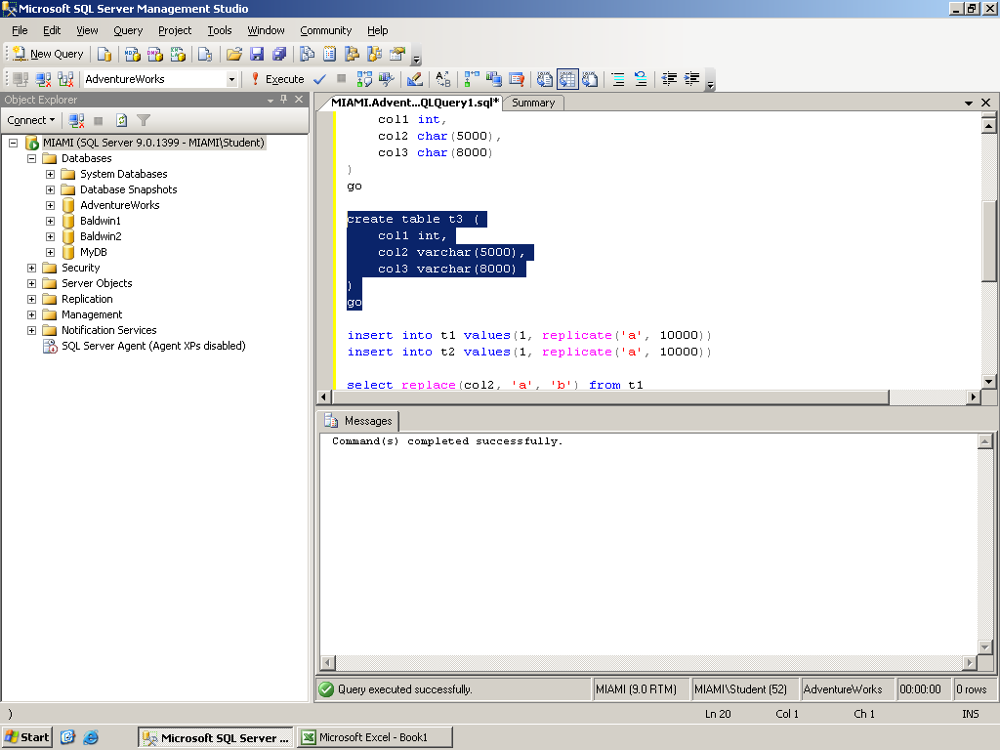 Microsoft SQL Server Management Studio
File Edit View Query Project Tools Window Community Help
New Query
AdventureWorks Execute
Object Explorer
MIAMI.Advent...QLQuery1.sql* Summary
Connect
MIAMI (SQL Server 9.0.1399 - MIAMI\Student)
Databases
System Databases
Database Snapshots
AdventureWorks
Baldwin1
Baldwin2
MyDB
Security
Server Objects
Replication
Management
Notification Services
SQL Server Agent (Agent XPs disabled)
col1 int,
col2 char(5000),
col3 char(8000)
)
go
create table t3 (
col1 int,
col2 varchar(5000),
col3 varchar(8000)
)
go
insert into t1 values(1, replicate('a', 10000))
insert into t2 values(1, replicate('a', 10000))
select replace(col2, 'a', 'b') from t1
Messages
Command(s) completed successfully.
Query executed successfully. MIAMI (9.0 RTM) MIAMI\Student (52) AdventureWorks 00:00:00 0 rows
) Ln 20 Col 1 Ch 1 INS
Start Microsoft SQL Server ... Microsoft Excel - Book1